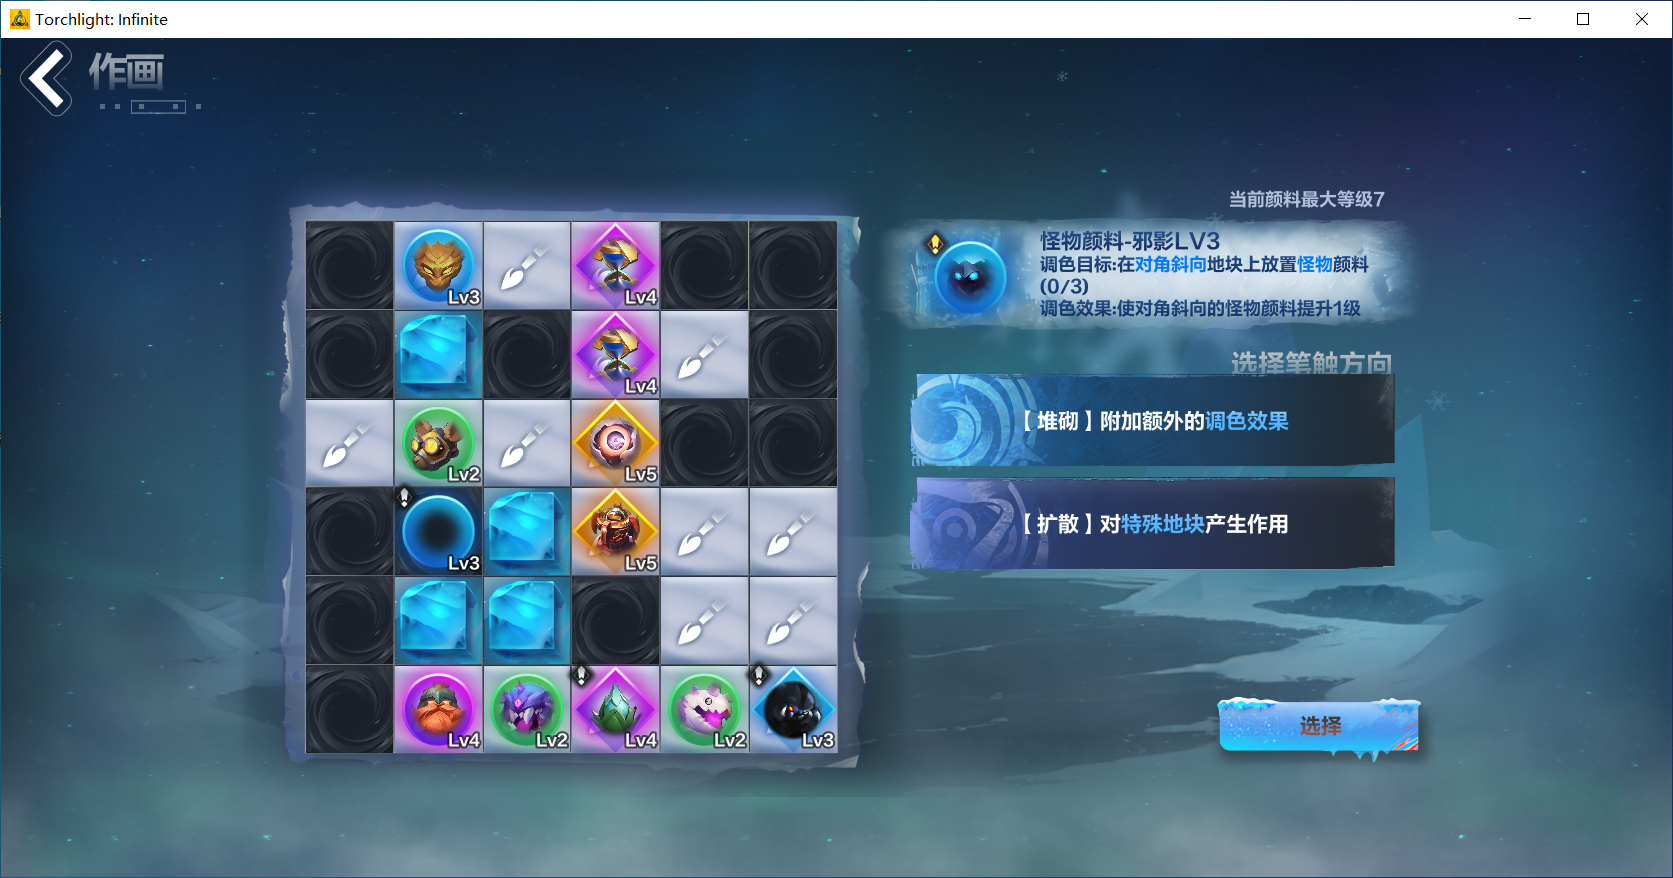 Torchlight: Infinite
作画
当前颜料最大等级7
怪物颜料-邪影LV3
调色目标:在对角斜向地块上放置怪物颜料
(0/3)
调色效果:使对角斜向的怪物颜料提升1级
选择笔触方向
【堆砌】附加额外的调色效果
【扩散】对特殊地块产生作用
选择
Lv3
Lv4
Lv4
Lv2
Lv5
Lv3
Lv5
Lv4
Lv2
Lv4
Lv2
Lv3